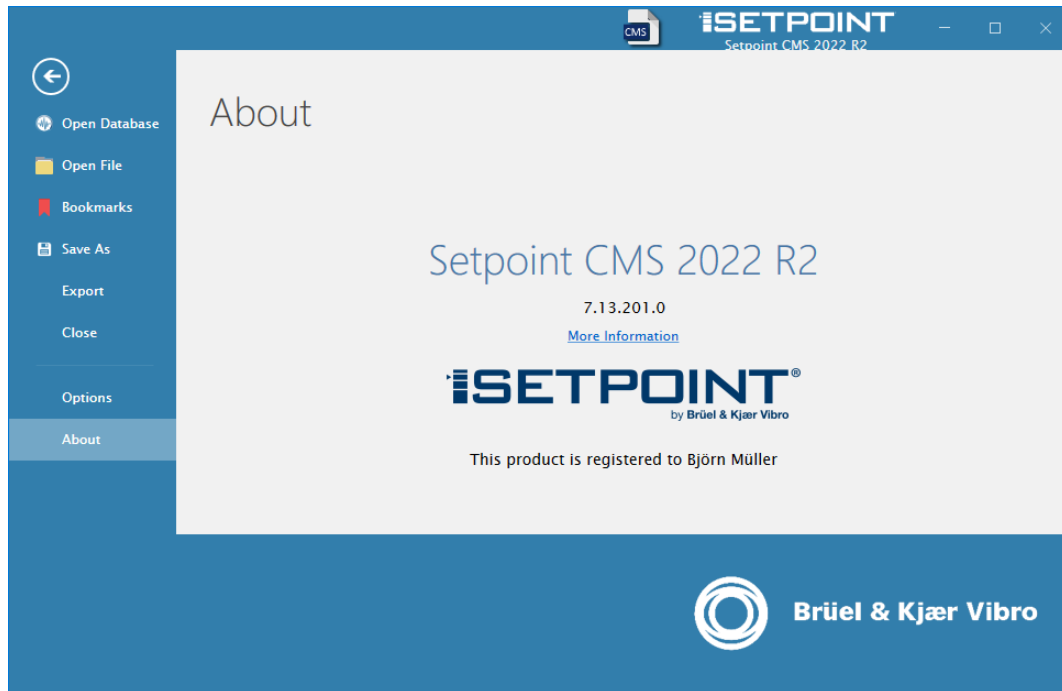 CMS
SETPOINT
Setpoint CMS 2022 R2
Open Database
Open File
Bookmarks
Save As
Export
Close
Options
About
About
Setpoint CMS 2022 R2
7.13.201.0
More Information
SETPOINT®
by Brüel & Kjær Vibro
This product is registered to Björn Müller
Brüel & Kjær Vibro